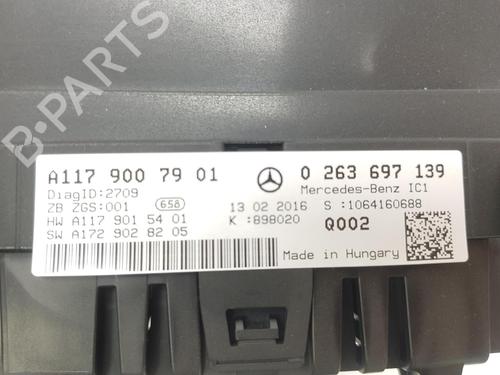 B-PARTS
A117 900 79 01
0 263 697 139
DiagID:2709
Mercedes-Benz IC1
ZB ZGS:001
658
13 02 2016
S :1064160688
HW A117 901 54 01
K :898020
Q002
SW A172 902 82 05
Made in Hungary